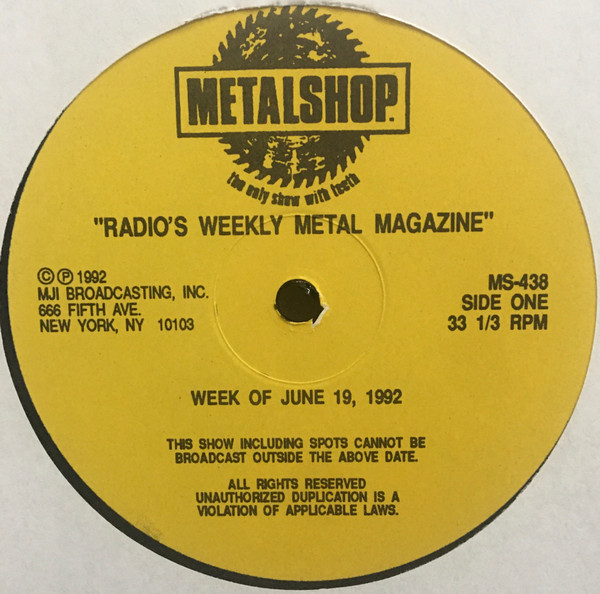 METALSHOP.
the only show with teeth
"RADIO'S WEEKLY METAL MAGAZINE"
© ℗ 1992
MJI BROADCASTING, INC.
666 FIFTH AVE.
NEW YORK, NY 10103
MS-438
SIDE ONE
33 1/3 RPM
WEEK OF JUNE 19, 1992
THIS SHOW INCLUDING SPOTS CANNOT BE
BROADCAST OUTSIDE THE ABOVE DATE.
ALL RIGHTS RESERVED
UNAUTHORIZED DUPLICATION IS A
VIOLATION OF APPLICABLE LAWS.